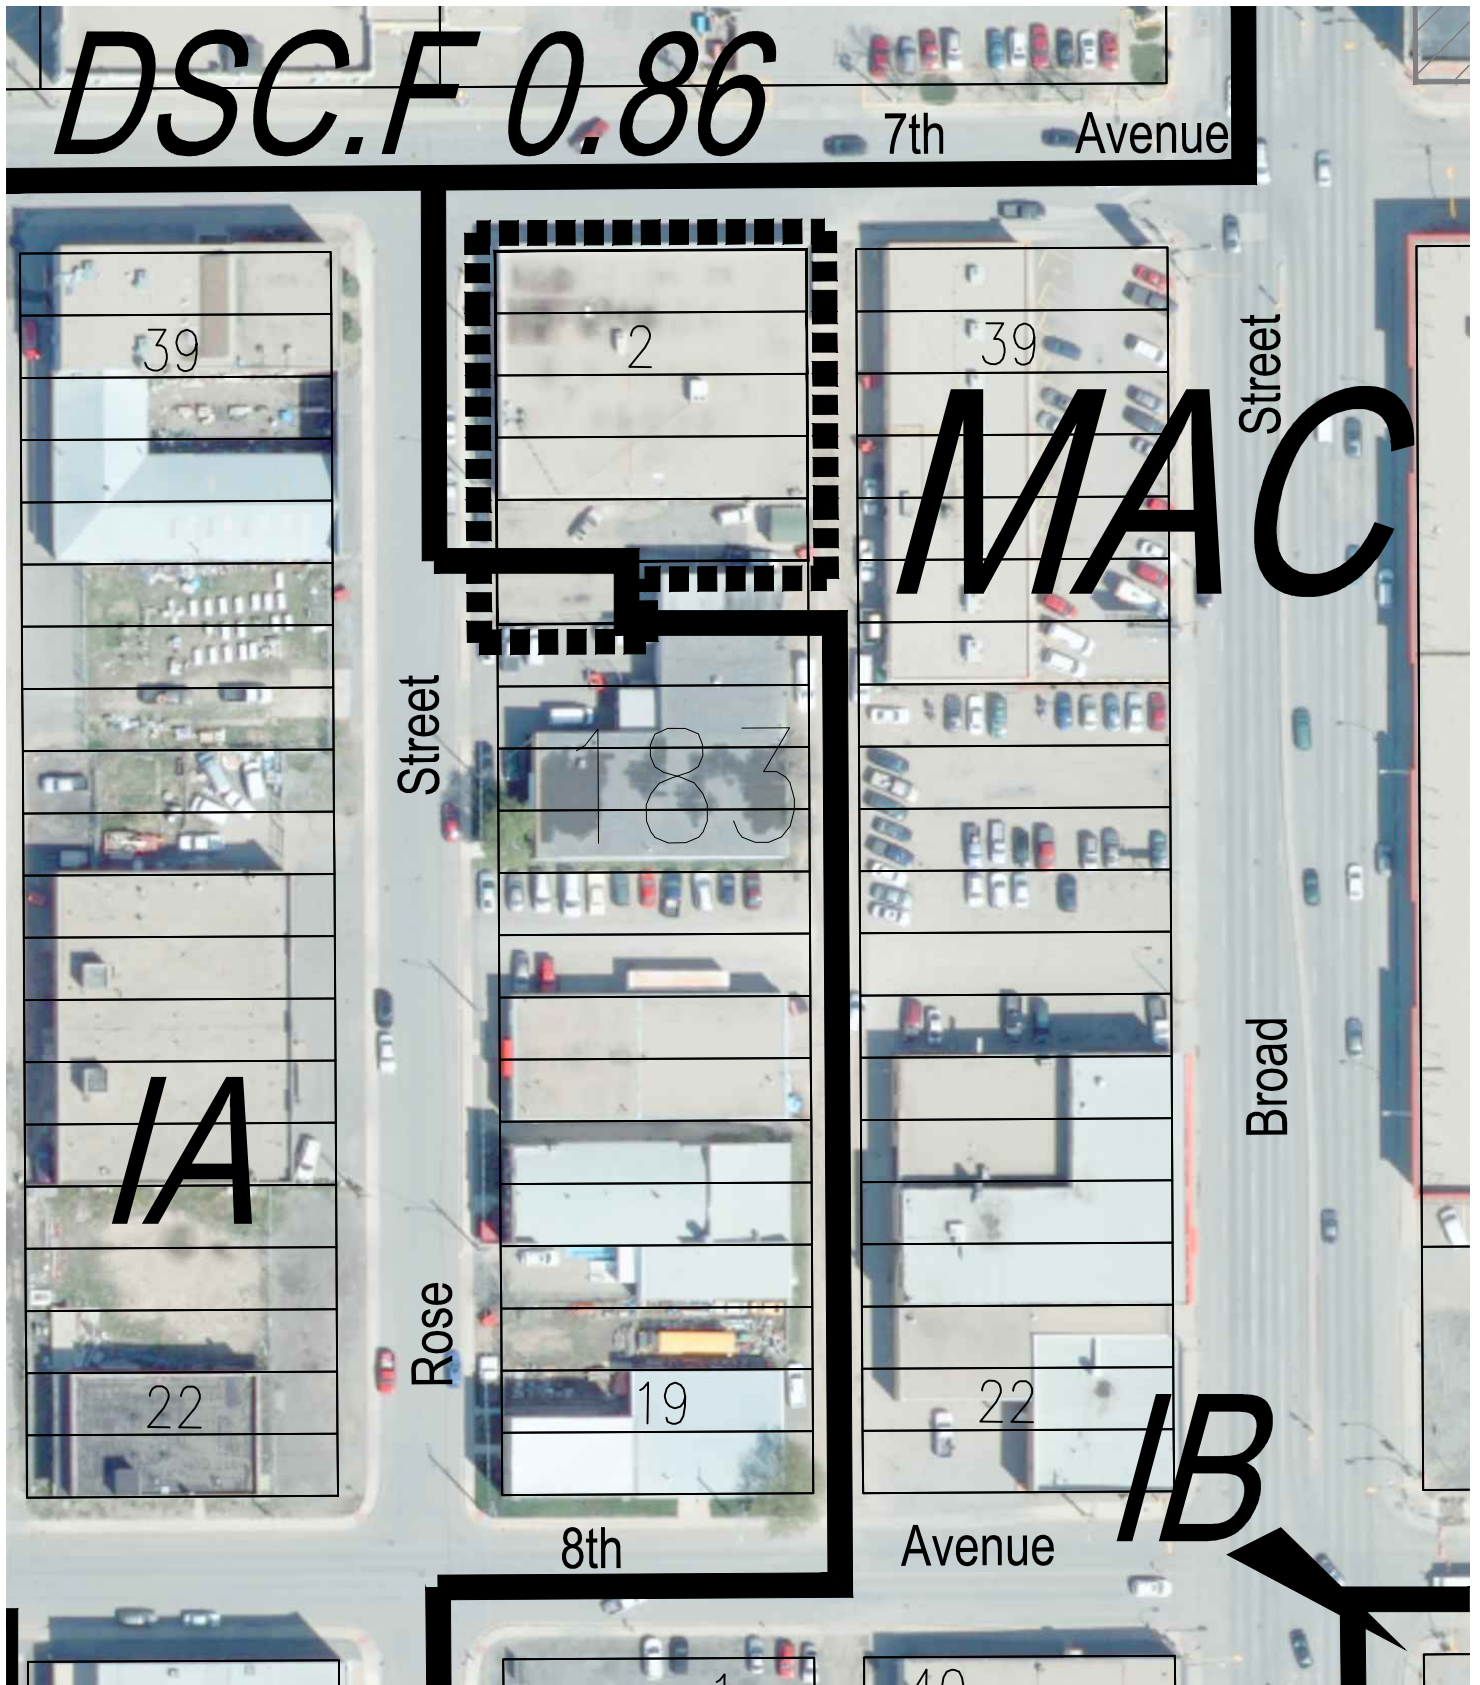 DSC.F 0.86
7th Avenue
39
2
39
MAC
Street
Street
183
Broad
IA
Rose
22
19
22
IB
8th Avenue